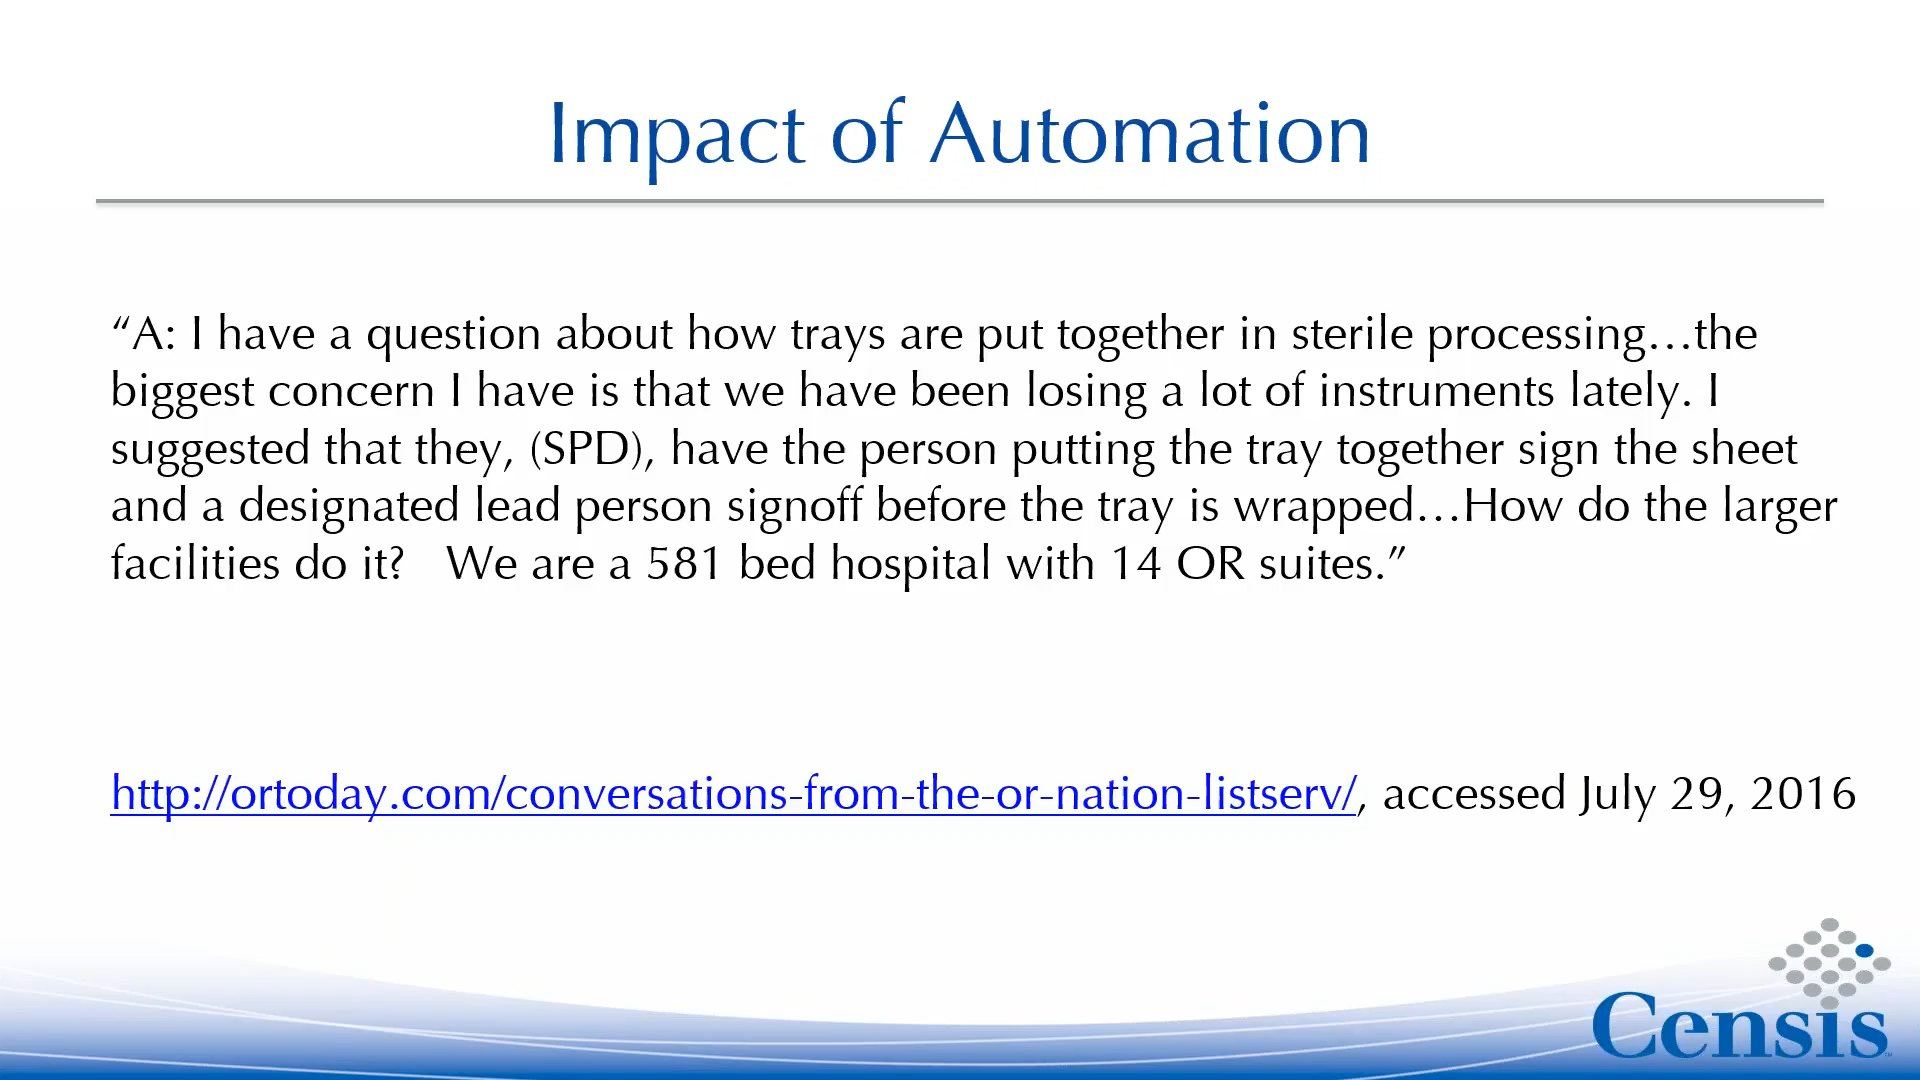 Impact of Automation
“A: I have a question about how trays are put together in sterile processing…the
biggest concern I have is that we have been losing a lot of instruments lately. I
suggested that they, (SPD), have the person putting the tray together sign the sheet
and a designated lead person signoff before the tray is wrapped…How do the larger
facilities do it?   We are a 581 bed hospital with 14 OR suites.”
http://ortoday.com/conversations-from-the-or-nation-listserv/, accessed July 29, 2016
Censis™